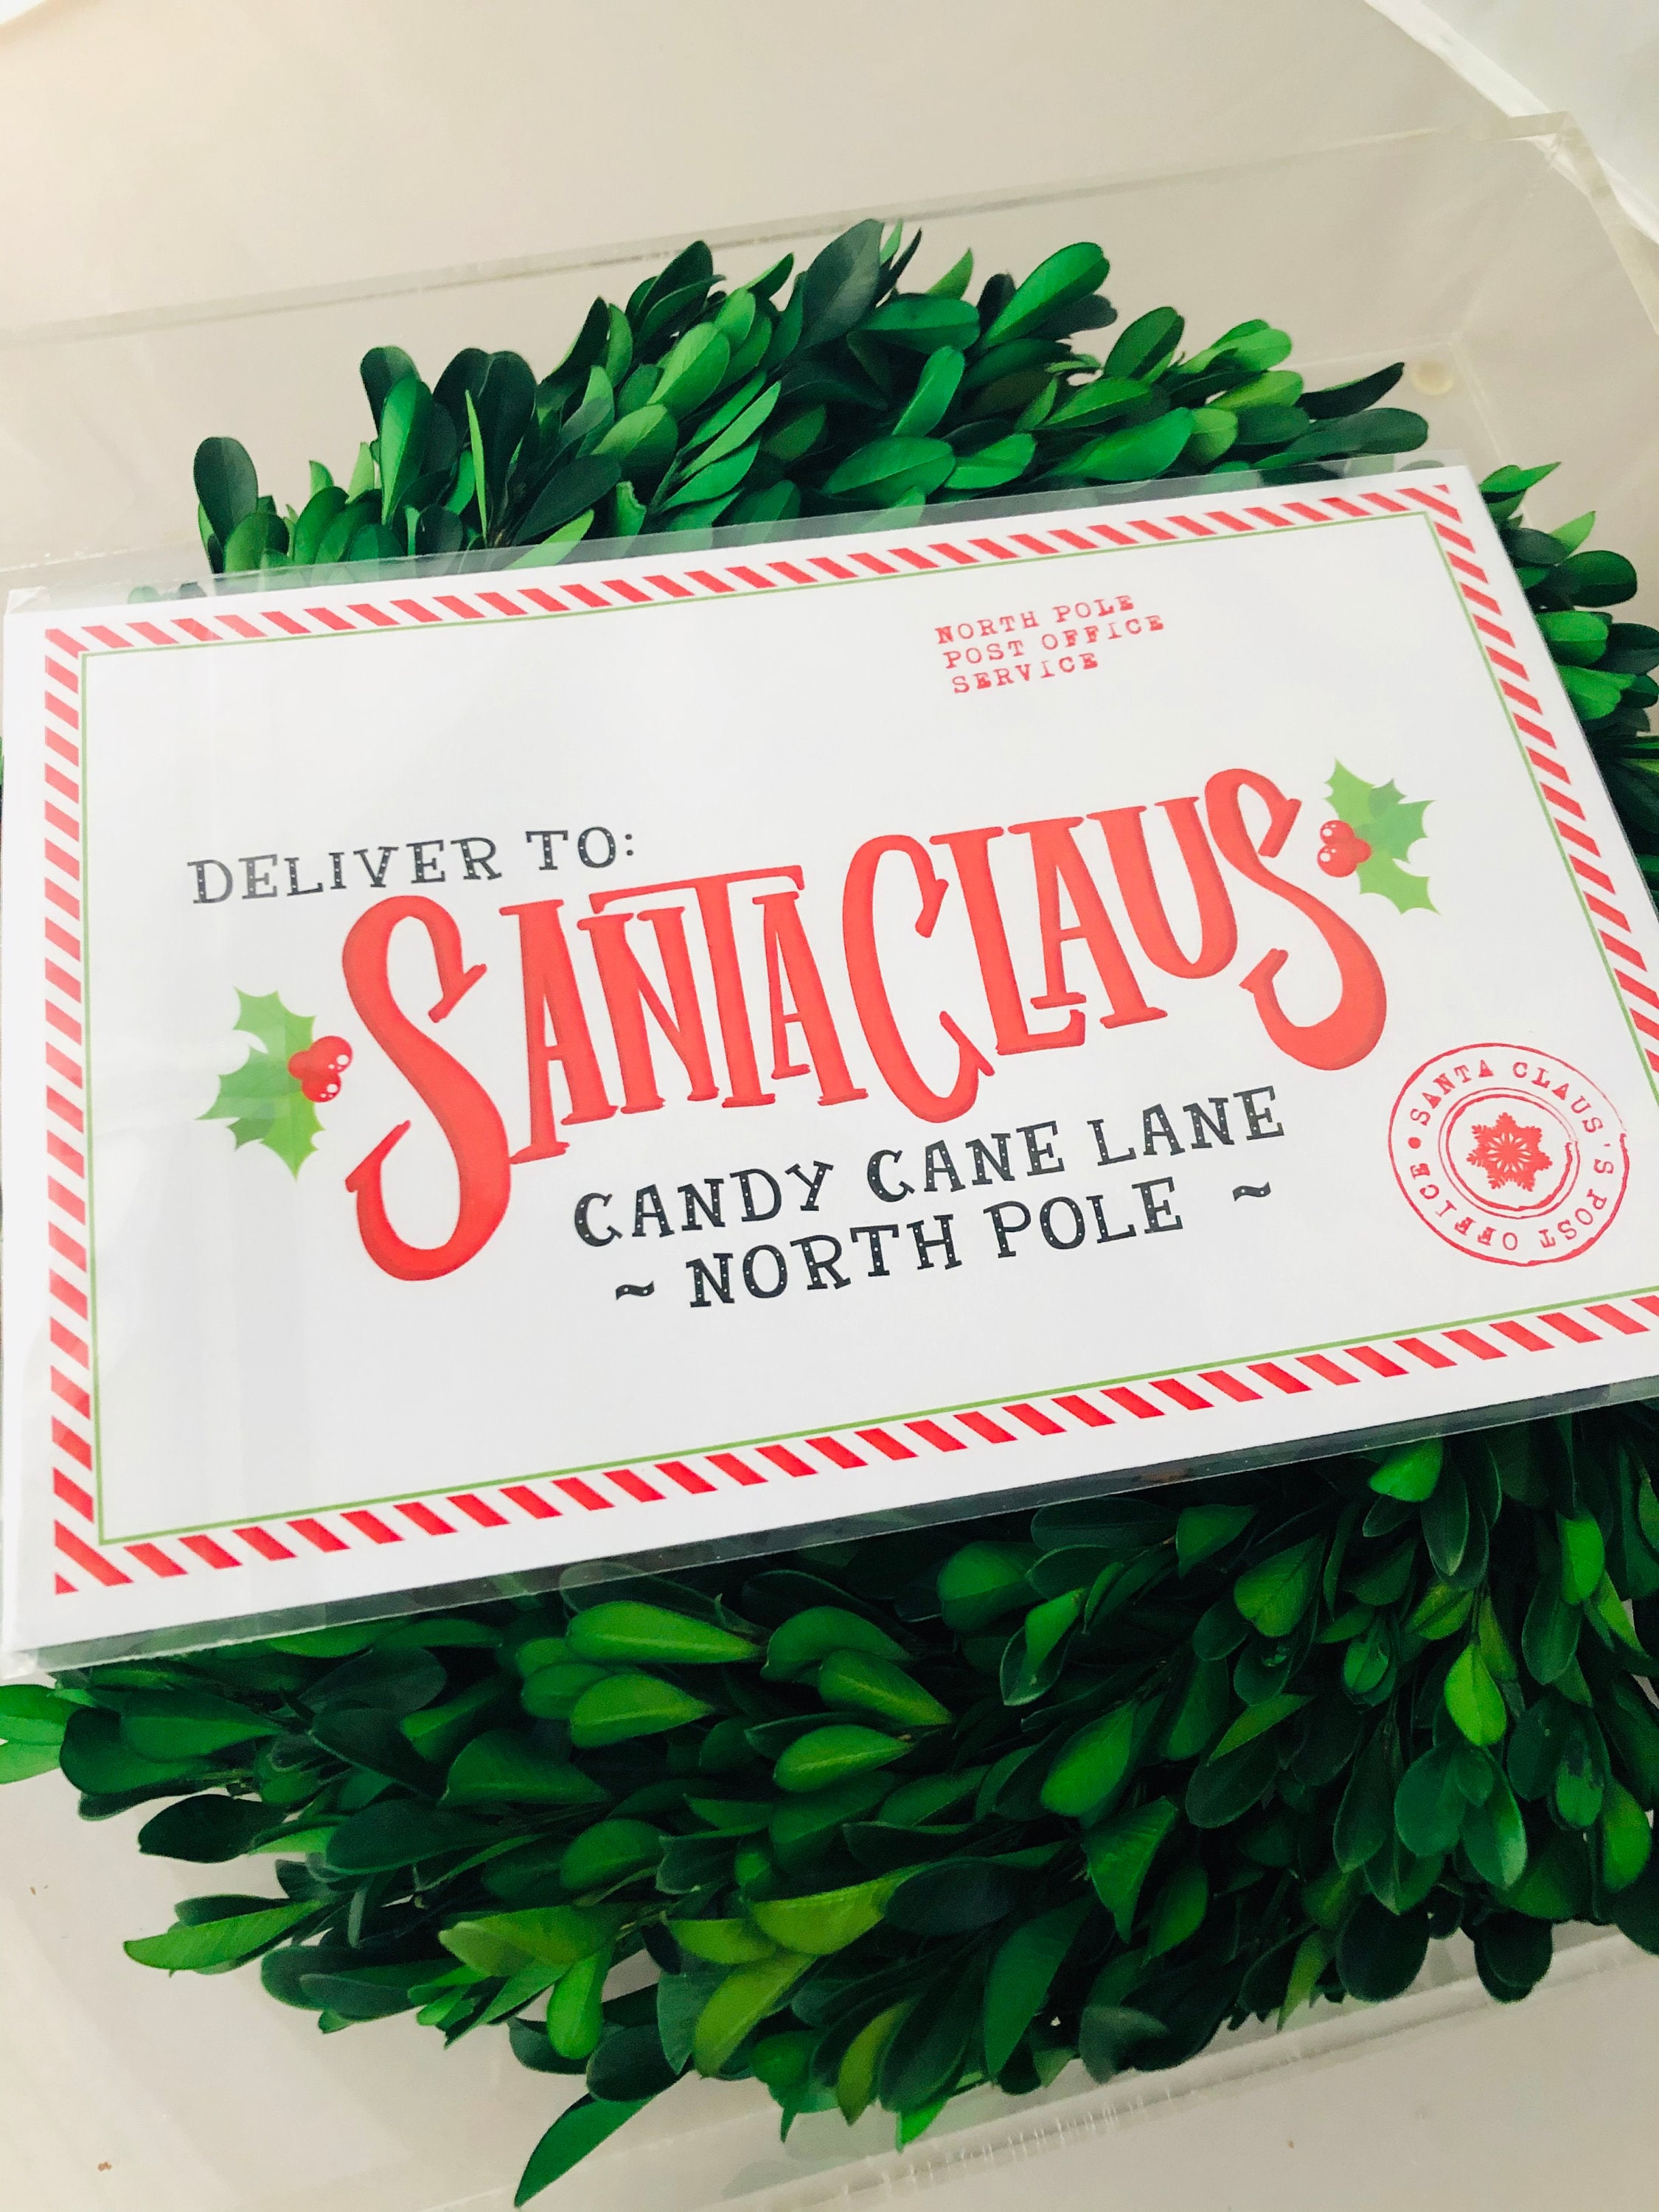 NORTH POLE
POST OFFICE
SERVICE
DELIVER TO:
SANTA CLAUS
CANDY CANE LANE
~ NORTH POLE ~
SANTA CLAUS'S POST OFFICE •